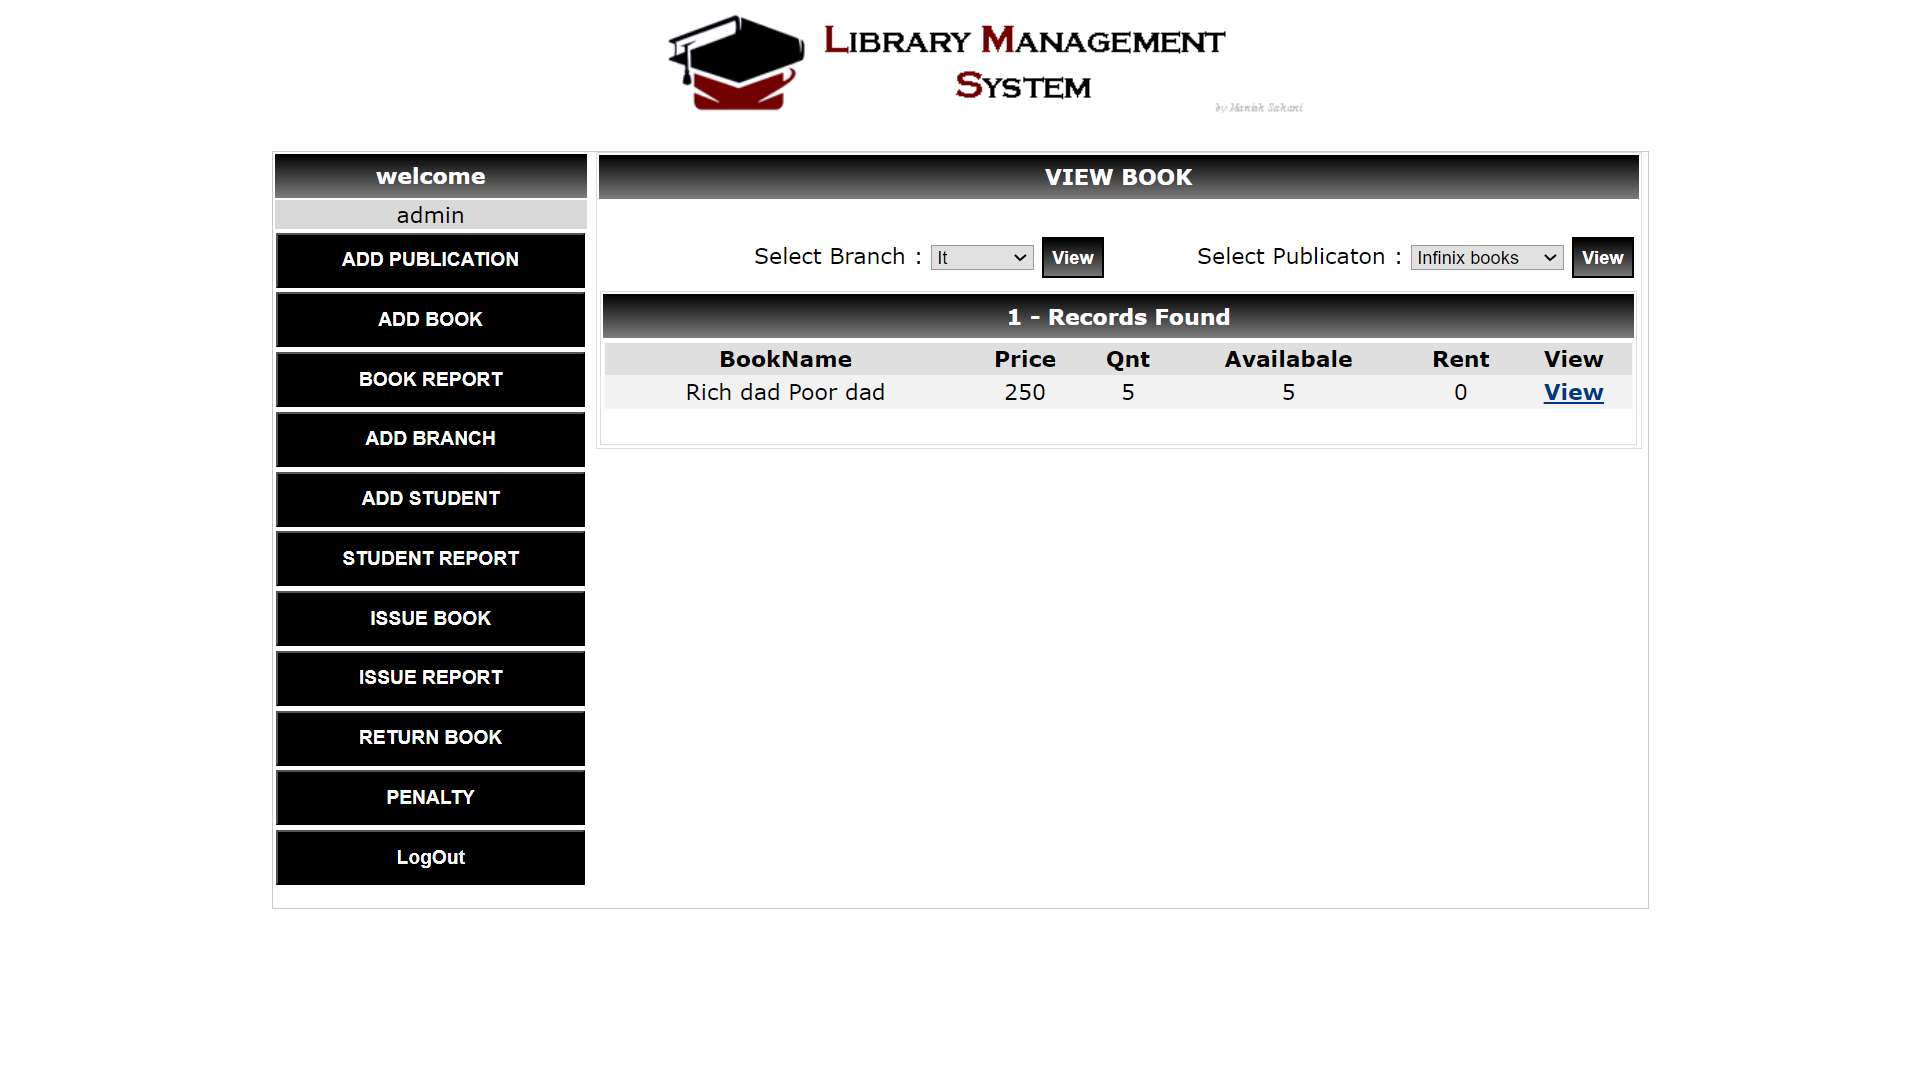 LIBRARY MANAGEMENT
SYSTEM
by Manish Sahani
welcome
admin
ADD PUBLICATION
ADD BOOK
BOOK REPORT
ADD BRANCH
ADD STUDENT
STUDENT REPORT
ISSUE BOOK
ISSUE REPORT
RETURN BOOK
PENALTY
LogOut
VIEW BOOK
Select Branch : It View Select Publicaton : Infinix books View
1 - Records Found
BookName Price Qnt Availabale Rent View
Rich dad Poor dad 250 5 5 0 View